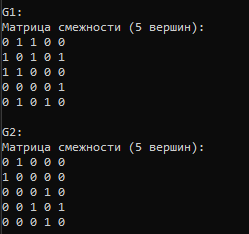 G1:
Матрица смежности (5 вершин):
0 1 1 0 0
1 0 1 0 1
1 1 0 0 0
0 0 0 0 1
0 1 0 1 0
G2:
Матрица смежности (5 вершин):
0 1 0 0 0
1 0 0 0 0
0 0 0 1 0
0 0 1 0 1
0 0 0 1 0